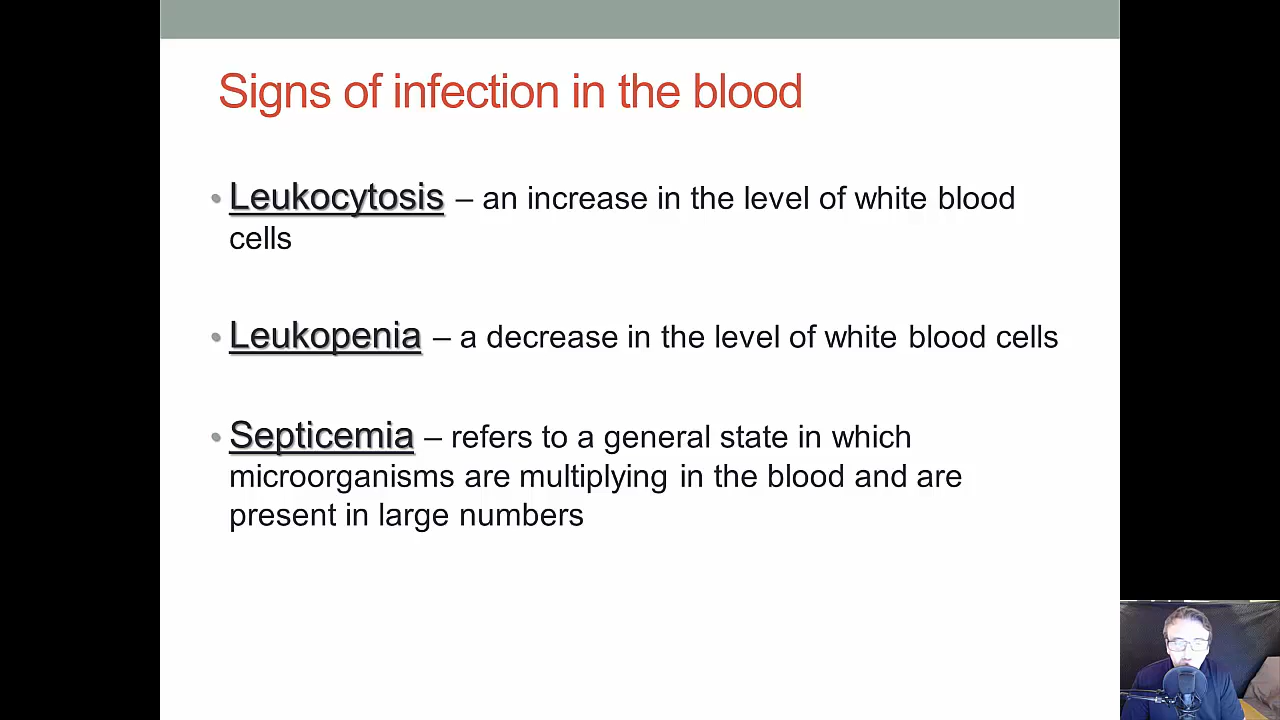 Signs of infection in the blood
• Leukocytosis – an increase in the level of white blood
cells
• Leukopenia – a decrease in the level of white blood cells
• Septicemia – refers to a general state in which
microorganisms are multiplying in the blood and are
present in large numbers